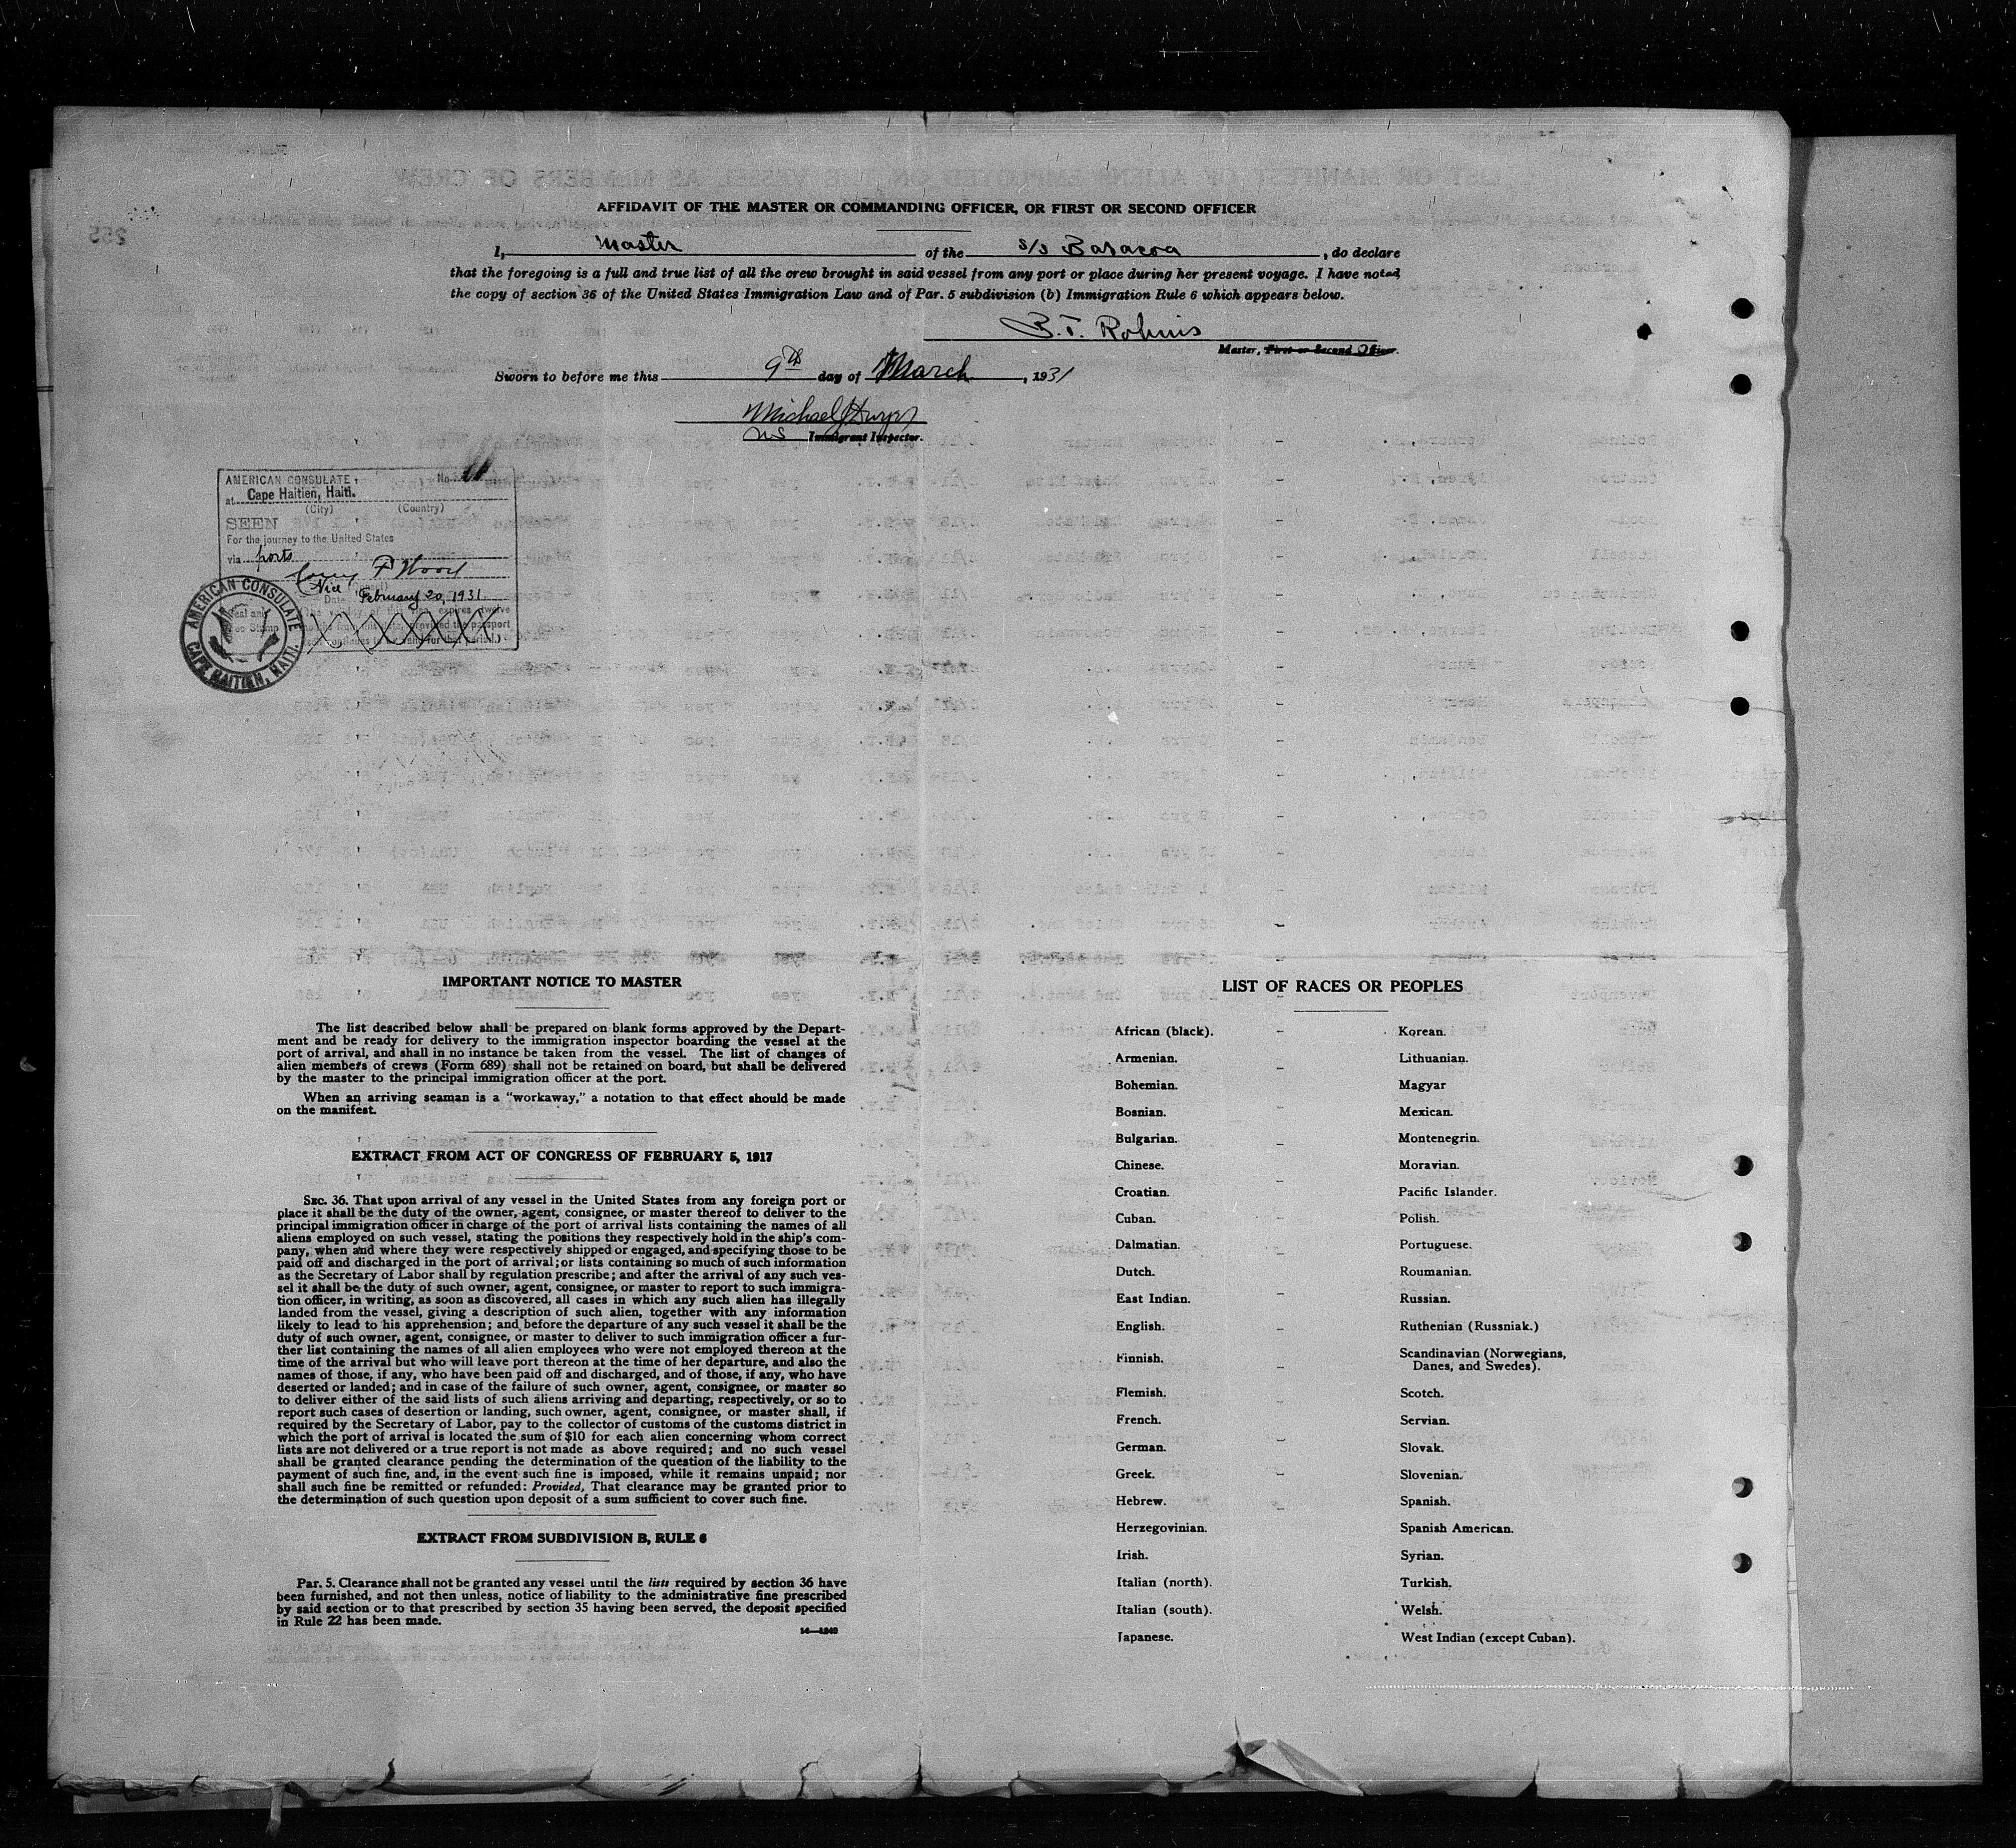 AFFIDAVIT OF THE MASTER OR COMMANDING OFFICER, OR FIRST OR SECOND OFFICER
I, Master of the s/s Baracoa, do declare
that the foregoing is a full and true list of all the crew brought in said vessel from any port or place during her present voyage. I have noted
the copy of section 36 of the United States Immigration Law and of Par. 5 subdivision (b) Immigration Rule 6 which appears below.
Master, First or Second Officer.
Sworn to before me this 9th day of March, 1931
Michael J
US Immigrant Inspector.
AMERICAN CONSULATE, No.
at Cape Haitien, Haiti.
(City) (Country)
SEEN
For the journey to the United States
via ports
Vice
Date February 20, 1931
AMERICAN CONSULATE
CAPE HAITIEN, HAITI.
IMPORTANT NOTICE TO MASTER
The list described below shall be prepared on blank forms approved by the Depart-
ment and be ready for delivery to the immigration inspector boarding the vessel at the
port of arrival, and shall in no instance be taken from the vessel. The list of changes of
alien members of crews (Form 689) shall not be retained on board, but shall be delivered
by the master to the principal immigration officer at the port.
When an arriving seaman is a “workaway,” a notation to that effect should be made
on the manifest.
EXTRACT FROM ACT OF CONGRESS OF FEBRUARY 5, 1917
SEC. 36. That upon arrival of any vessel in the United States from any foreign port or
place it shall be the duty of the owner, agent, consignee, or master thereof to deliver to the
principal immigration officer in charge of the port of arrival lists containing the names of all
aliens employed on such vessel, stating the positions they respectively hold in the ship's com-
pany, when and where they were respectively shipped or engaged, and specifying those to be
paid off and discharged in the port of arrival; or lists containing so much of such information
as the Secretary of Labor shall by regulation prescribe; and after the arrival of any such ves-
sel it shall be the duty of such owner, agent, consignee, or master to report to such immigra-
tion officer, in writing, as soon as discovered, all cases in which any such alien has illegally
landed from the vessel, giving a description of such alien, together with any information
likely to lead to his apprehension; and before the departure of any such vessel it shall be the
duty of such owner, agent, consignee, or master to deliver to such immigration officer a fur-
ther list containing the names of all alien employees who were not employed thereon at the
time of the arrival but who will leave port thereon at the time of her departure, and also the
names of those, if any, who have been paid off and discharged, and of those, if any, who have
deserted or landed; and in case of the failure of such owner, agent, consignee, or master so
to deliver either of the said lists of such aliens arriving and departing, respectively, or so to
report such cases of desertion or landing, such owner, agent, consignee, or master shall, if
required by the Secretary of Labor, pay to the collector of customs of the customs district in
which the port of arrival is located the sum of $10 for each alien concerning whom correct
lists are not delivered or a true report is not made as above required; and no such vessel
shall be granted clearance pending the determination of the question of the liability to the
payment of such fine, and, in the event such fine is imposed, while it remains unpaid; nor
shall such fine be remitted or refunded: Provided, That clearance may be granted prior to
the determination of such question upon deposit of a sum sufficient to cover such fine.
EXTRACT FROM SUBDIVISION B, RULE 6
Par. 5. Clearance shall not be granted any vessel until the lists required by section 36 have
been furnished, and not then unless, notice of liability to the administrative fine prescribed
by said section or to that prescribed by section 35 having been served, the deposit specified
in Rule 22 has been made.
LIST OF RACES OR PEOPLES
African (black).
Armenian.
Bohemian.
Bosnian.
Bulgarian.
Chinese.
Croatian.
Cuban.
Dalmatian.
Dutch.
East Indian.
English.
Finnish.
Flemish.
French.
German.
Greek.
Hebrew.
Herzegovinian.
Irish.
Italian (north).
Italian (south).
Japanese.
Korean.
Lithuanian.
Magyar
Mexican.
Montenegrin.
Moravian.
Pacific Islander.
Polish.
Portuguese.
Roumanian.
Russian.
Ruthenian (Russniak.)
Scandinavian (Norwegians,
Danes, and Swedes).
Scotch.
Servian.
Slovak.
Slovenian.
Spanish.
Spanish American.
Syrian.
Turkish.
Welsh.
West Indian (except Cuban).